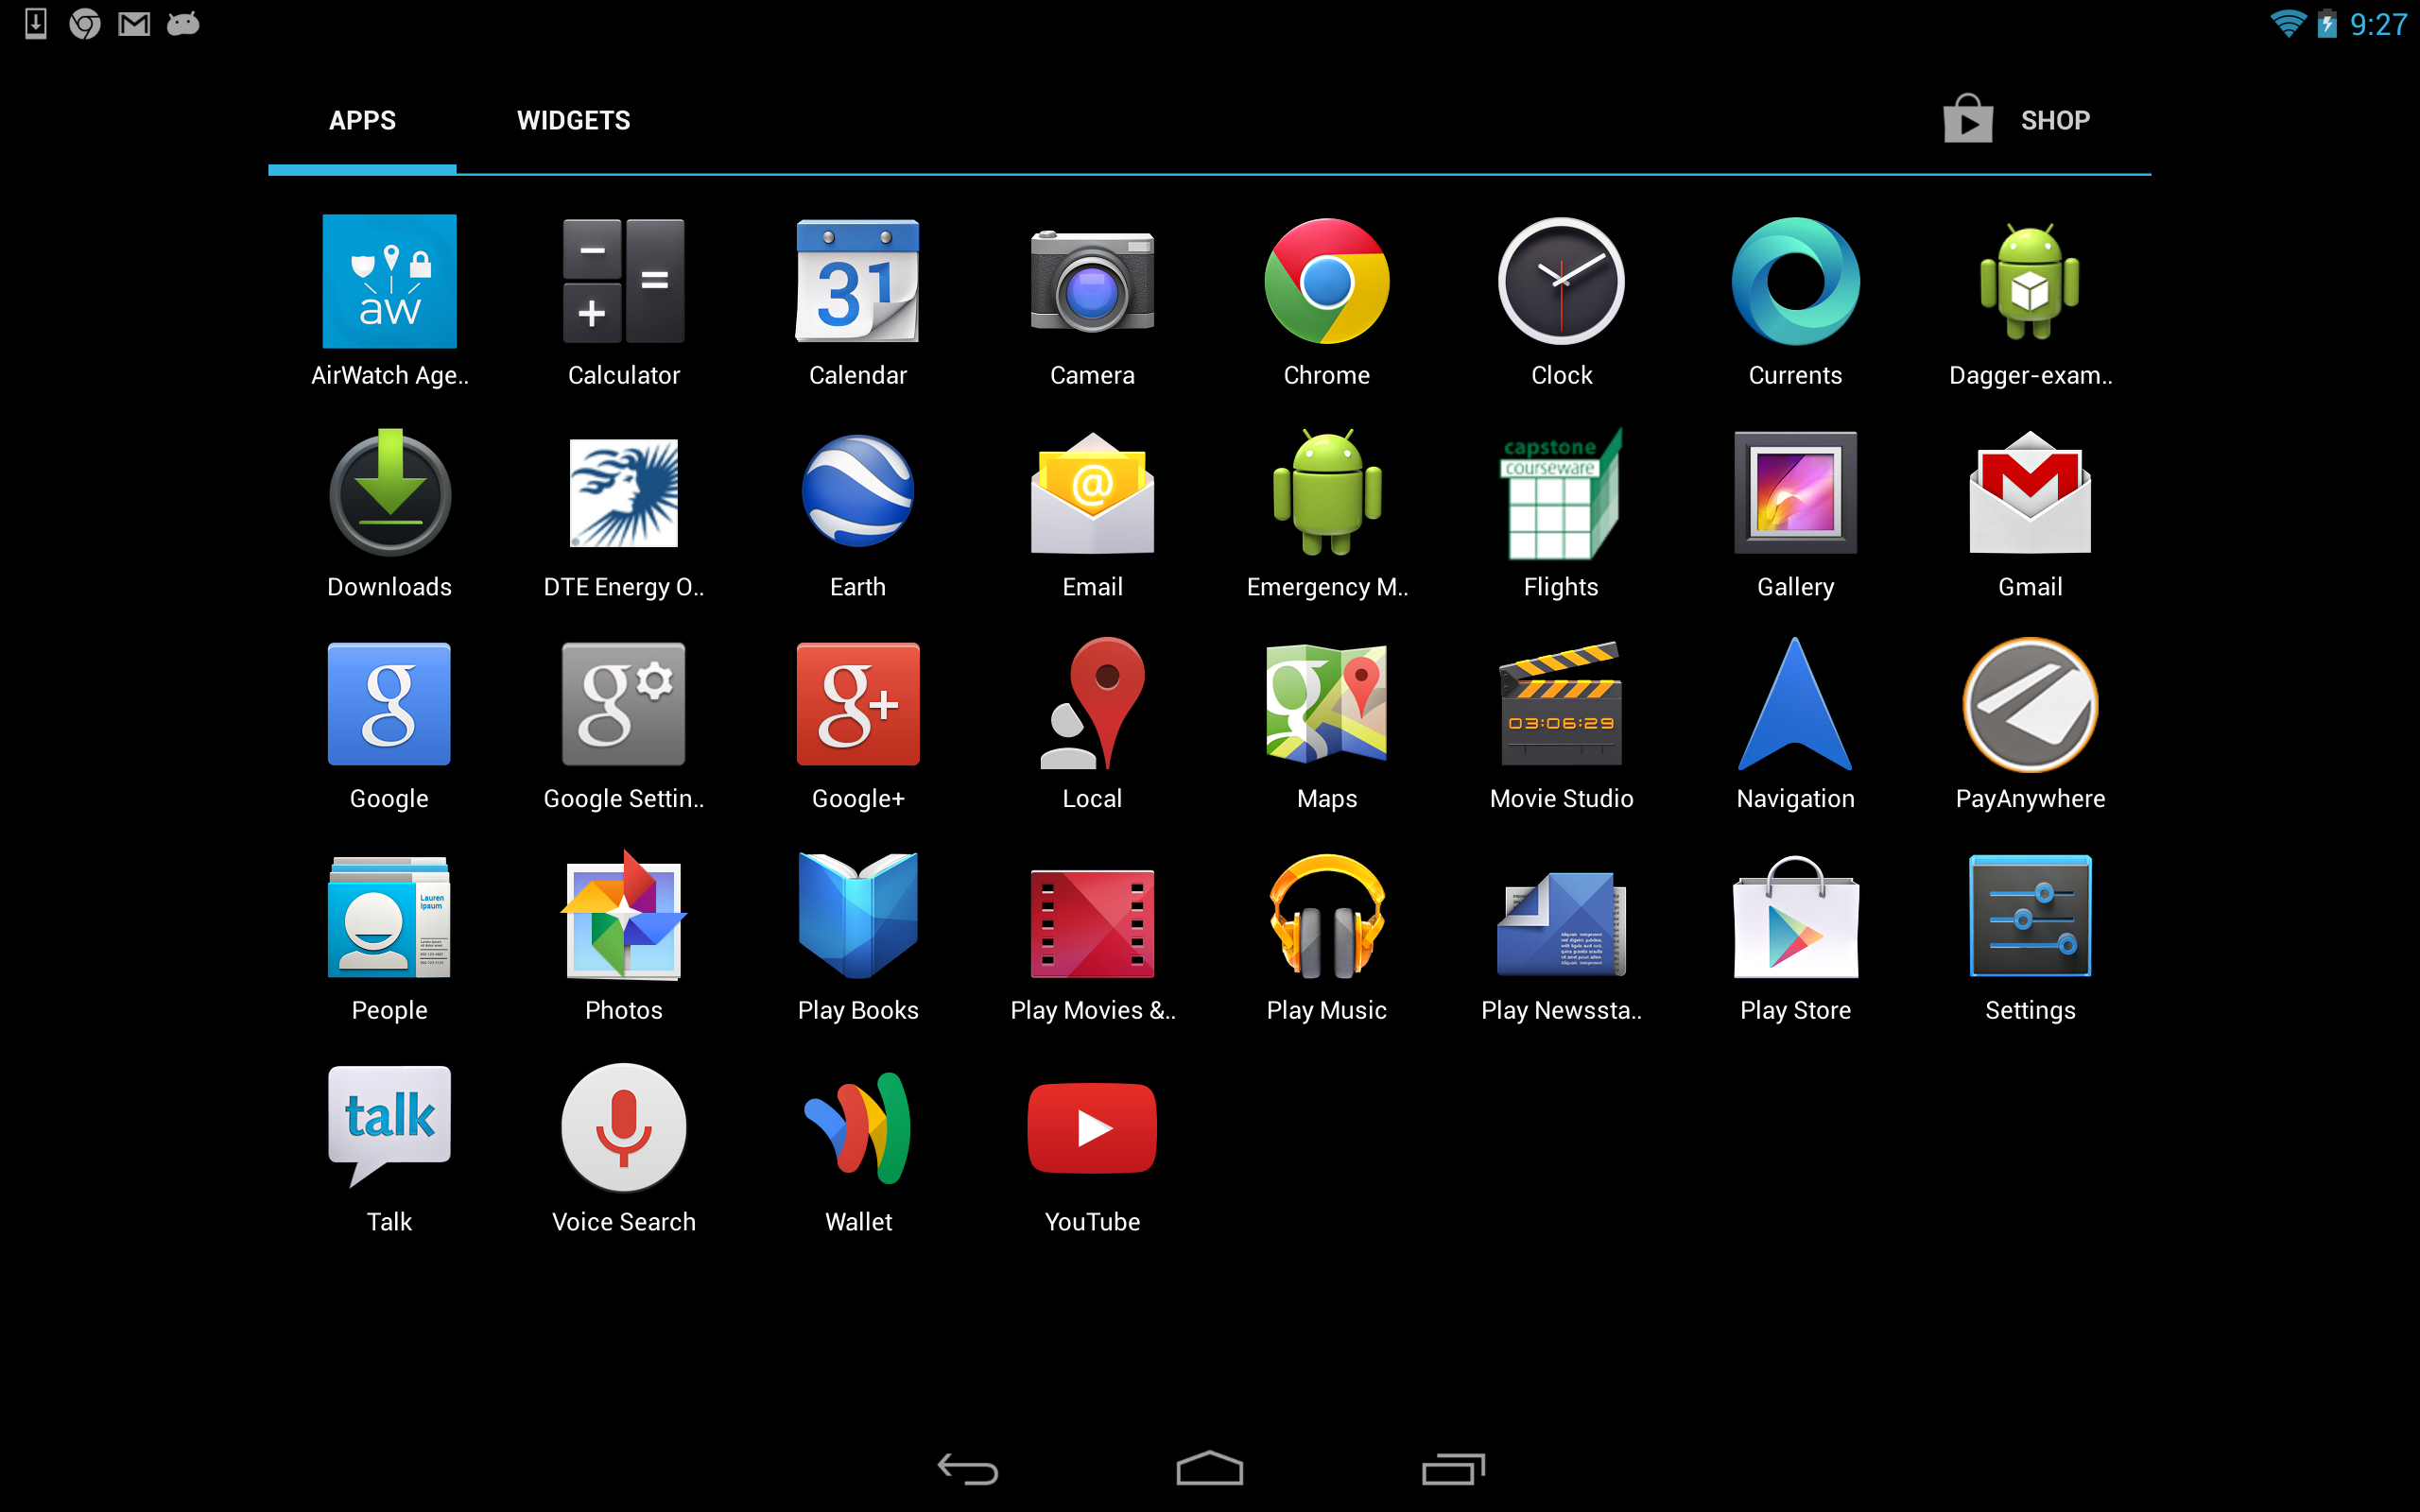 9:27
APPS WIDGETS SHOP
31
aw
AirWatch Age.. Calculator Calendar Camera Chrome Clock Currents Dagger-exam..
capstone
courseware
@
Downloads DTE Energy O.. Earth Email Emergency M.. Flights Gallery Gmail
g g g+ g
03:06:29
Google Google Settin.. Google+ Local Maps Movie Studio Navigation PayAnywhere
Lauren
Ipsum
People Photos Play Books Play Movies &.. Play Music Play Newssta.. Play Store Settings
talk
Talk Voice Search Wallet YouTube